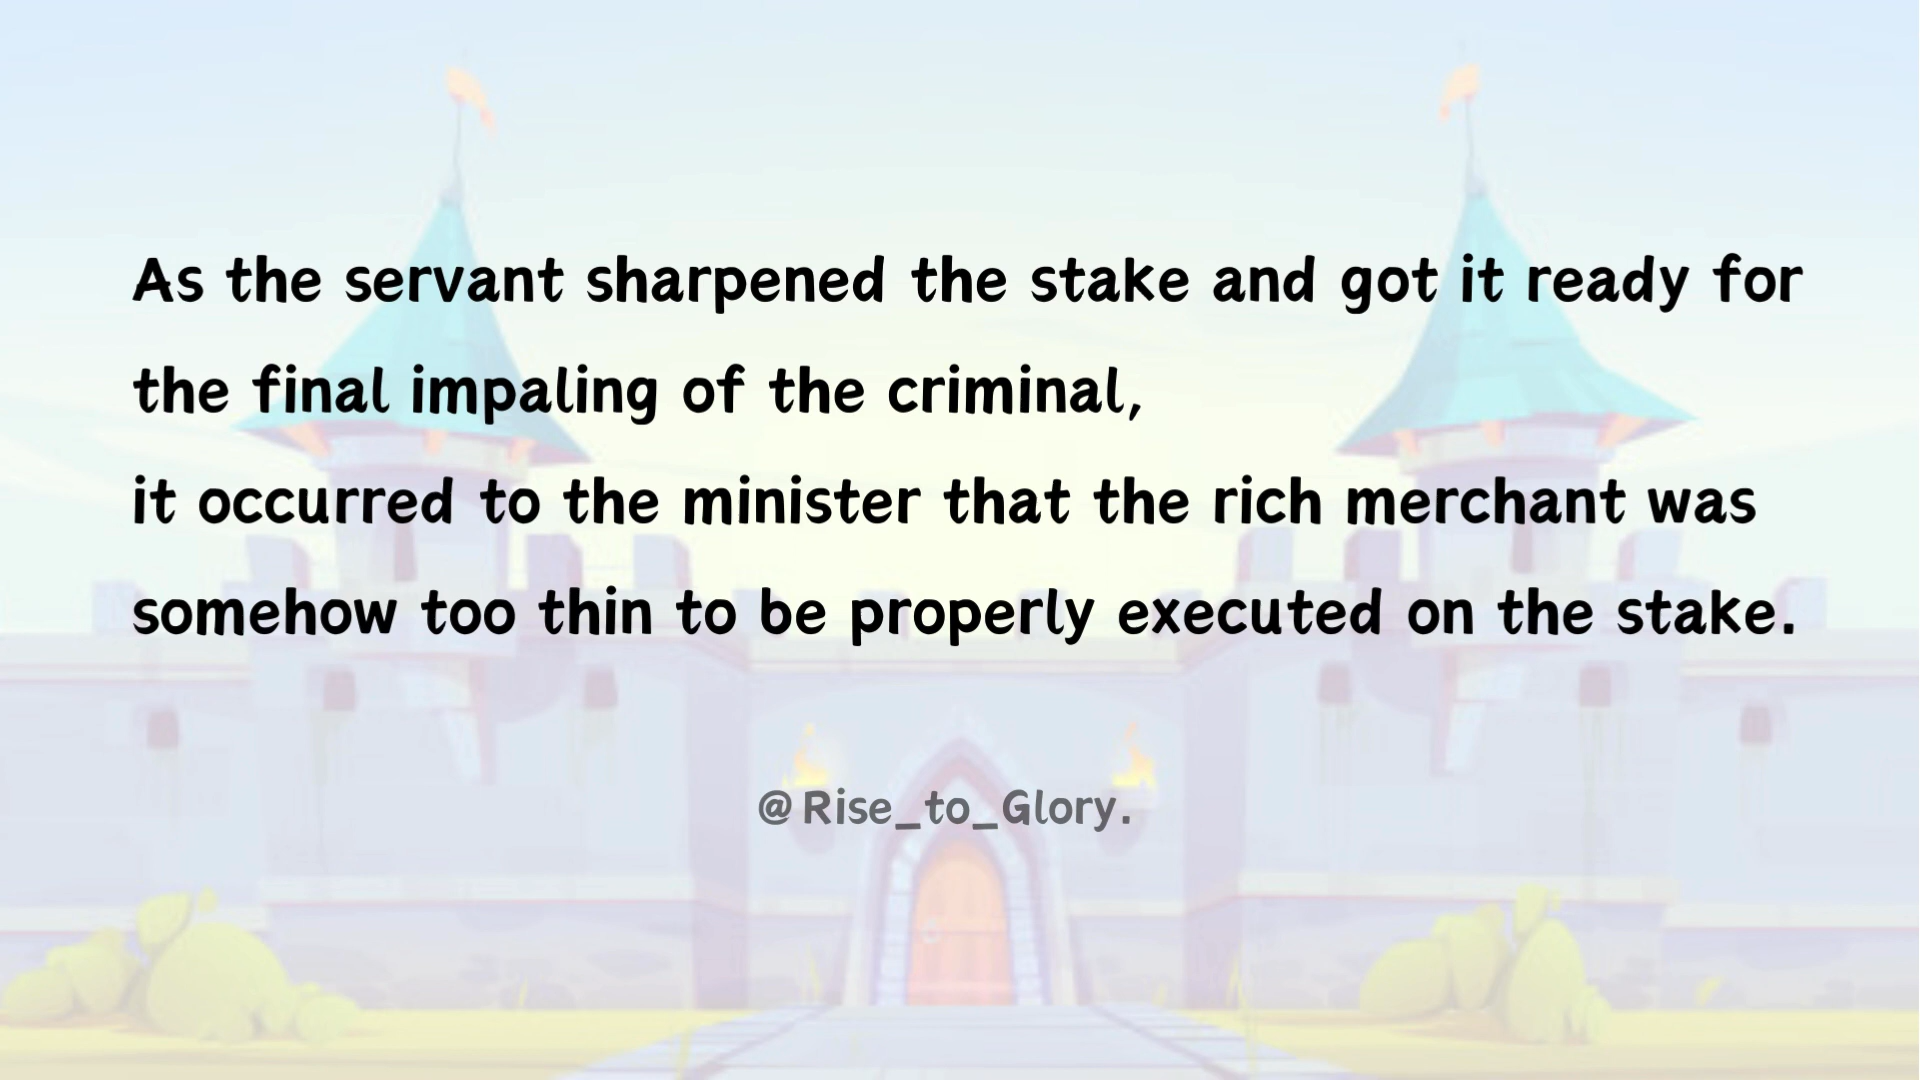 As the servant sharpened the stake and got it ready for
the final impaling of the criminal,
it occurred to the minister that the rich merchant was
somehow too thin to be properly executed on the stake.
@Rise_to_Glory.